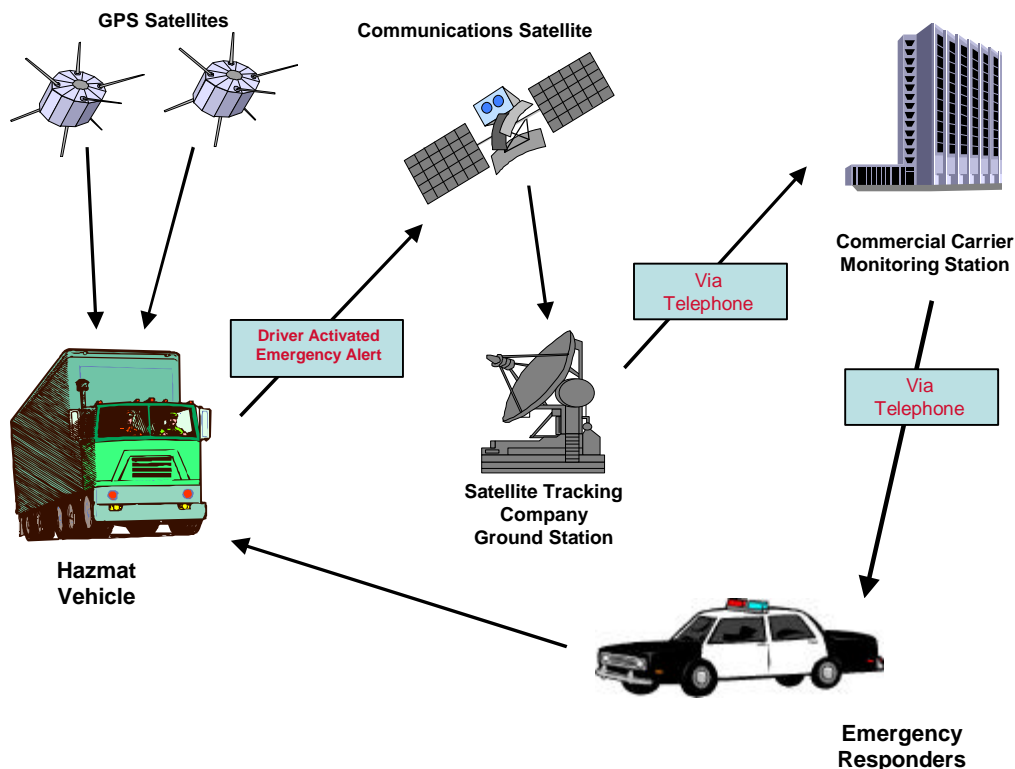 GPS Satellites
Communications Satellite
Commercial Carrier
Monitoring Station
Via
Telephone
Driver Activated
Emergency Alert
Via
Telephone
Satellite Tracking
Company
Ground Station
Hazmat
Vehicle
Emergency
Responders